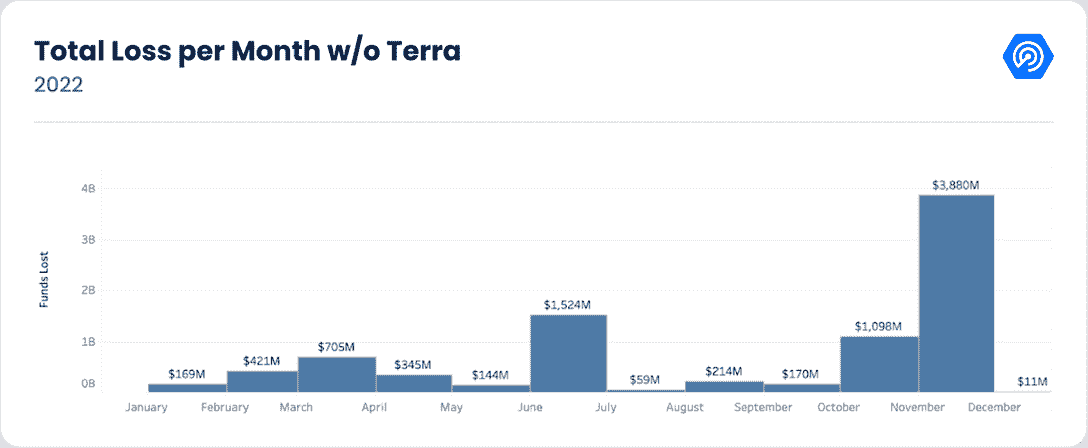 Total Loss per Month w/o Terra
2022
4B
3B
2B
1B
0B
Funds Lost
$169M
$421M
$705M
$345M
$144M
$1,524M
$59M
$214M
$170M
$1,098M
$3,880M
$11M
January February March April May June July August September October November December